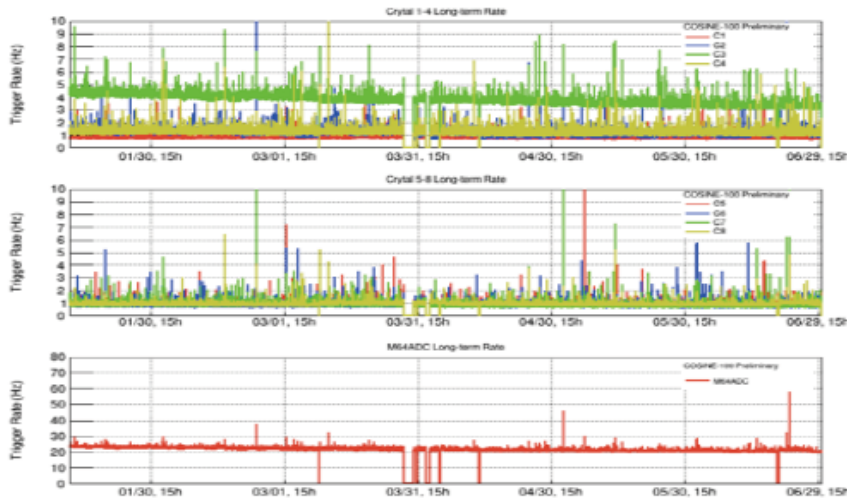 Crytal 1-4 Long-term Rate
Trigger Rate (Hz)
10
9
8
7
6
5
4
3
2
1
0
COSINE-100 Preliminary
C1
C2
C3
C4
01/30, 15h 03/01, 15h 03/31, 15h 04/30, 15h 05/30, 15h 06/29, 15h
Crytal 5-8 Long-term Rate
Trigger Rate (Hz)
10
9
8
7
6
5
4
3
2
1
0
COSINE-100 Preliminary
C5
C6
C7
C8
01/30, 15h 03/01, 15h 03/31, 15h 04/30, 15h 05/30, 15h 06/29, 15h
M64ADC Long-term Rate
Trigger Rate (Hz)
80
70
60
50
40
30
20
10
0
COSINE-100 Preliminary
M64ADC
01/30, 15h 03/01, 15h 03/31, 15h 04/30, 15h 05/30, 15h 06/29, 15h